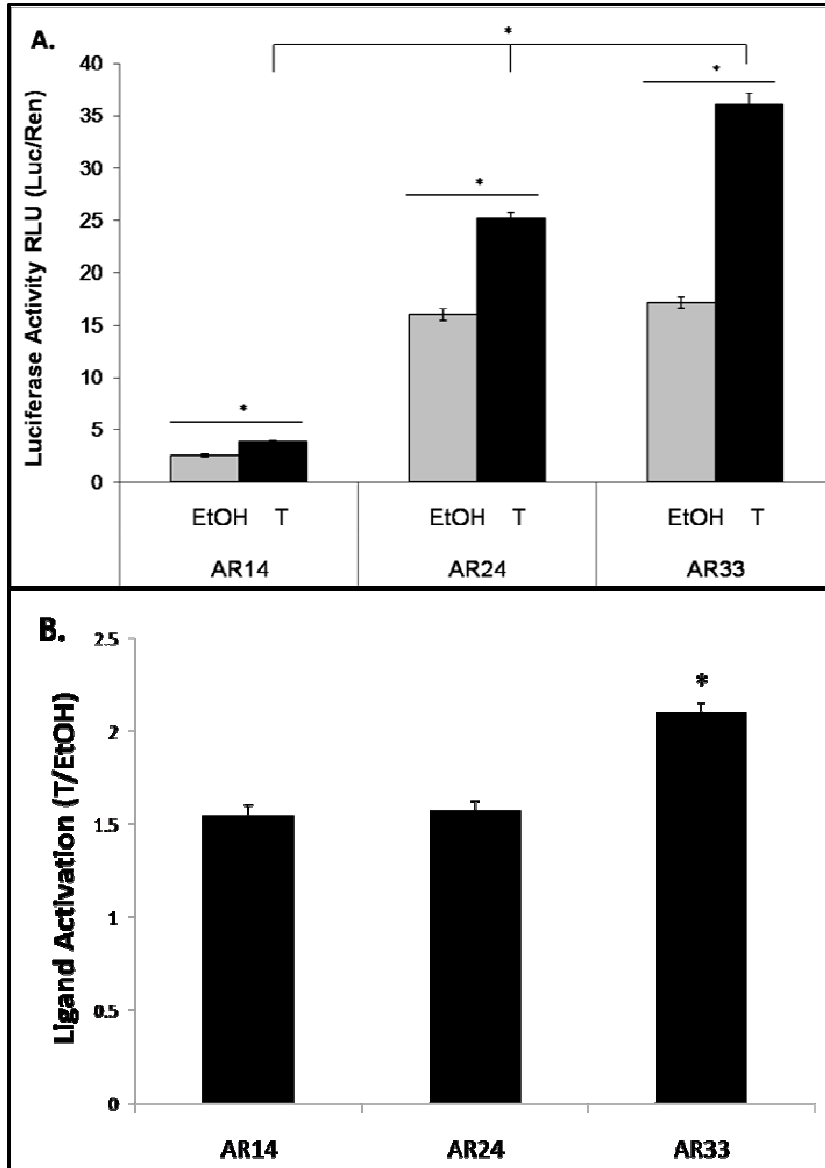 A.
*
*
*
*
Luciferase Activity RLU (Luc/Ren)
40
35
30
25
20
15
10
5
0
EtOH T EtOH T EtOH T
AR14 AR24 AR33
B.
*
Ligand Activation (T/EtOH)
2.5
2
1.5
1
0.5
0
AR14 AR24 AR33